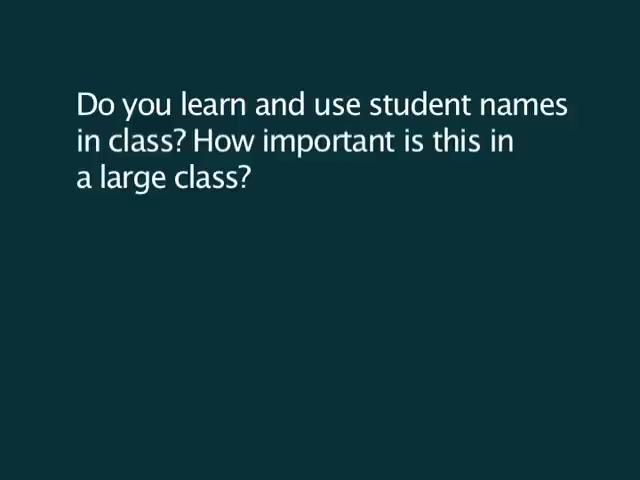 Do you learn and use student names
in class? How important is this in
a large class?